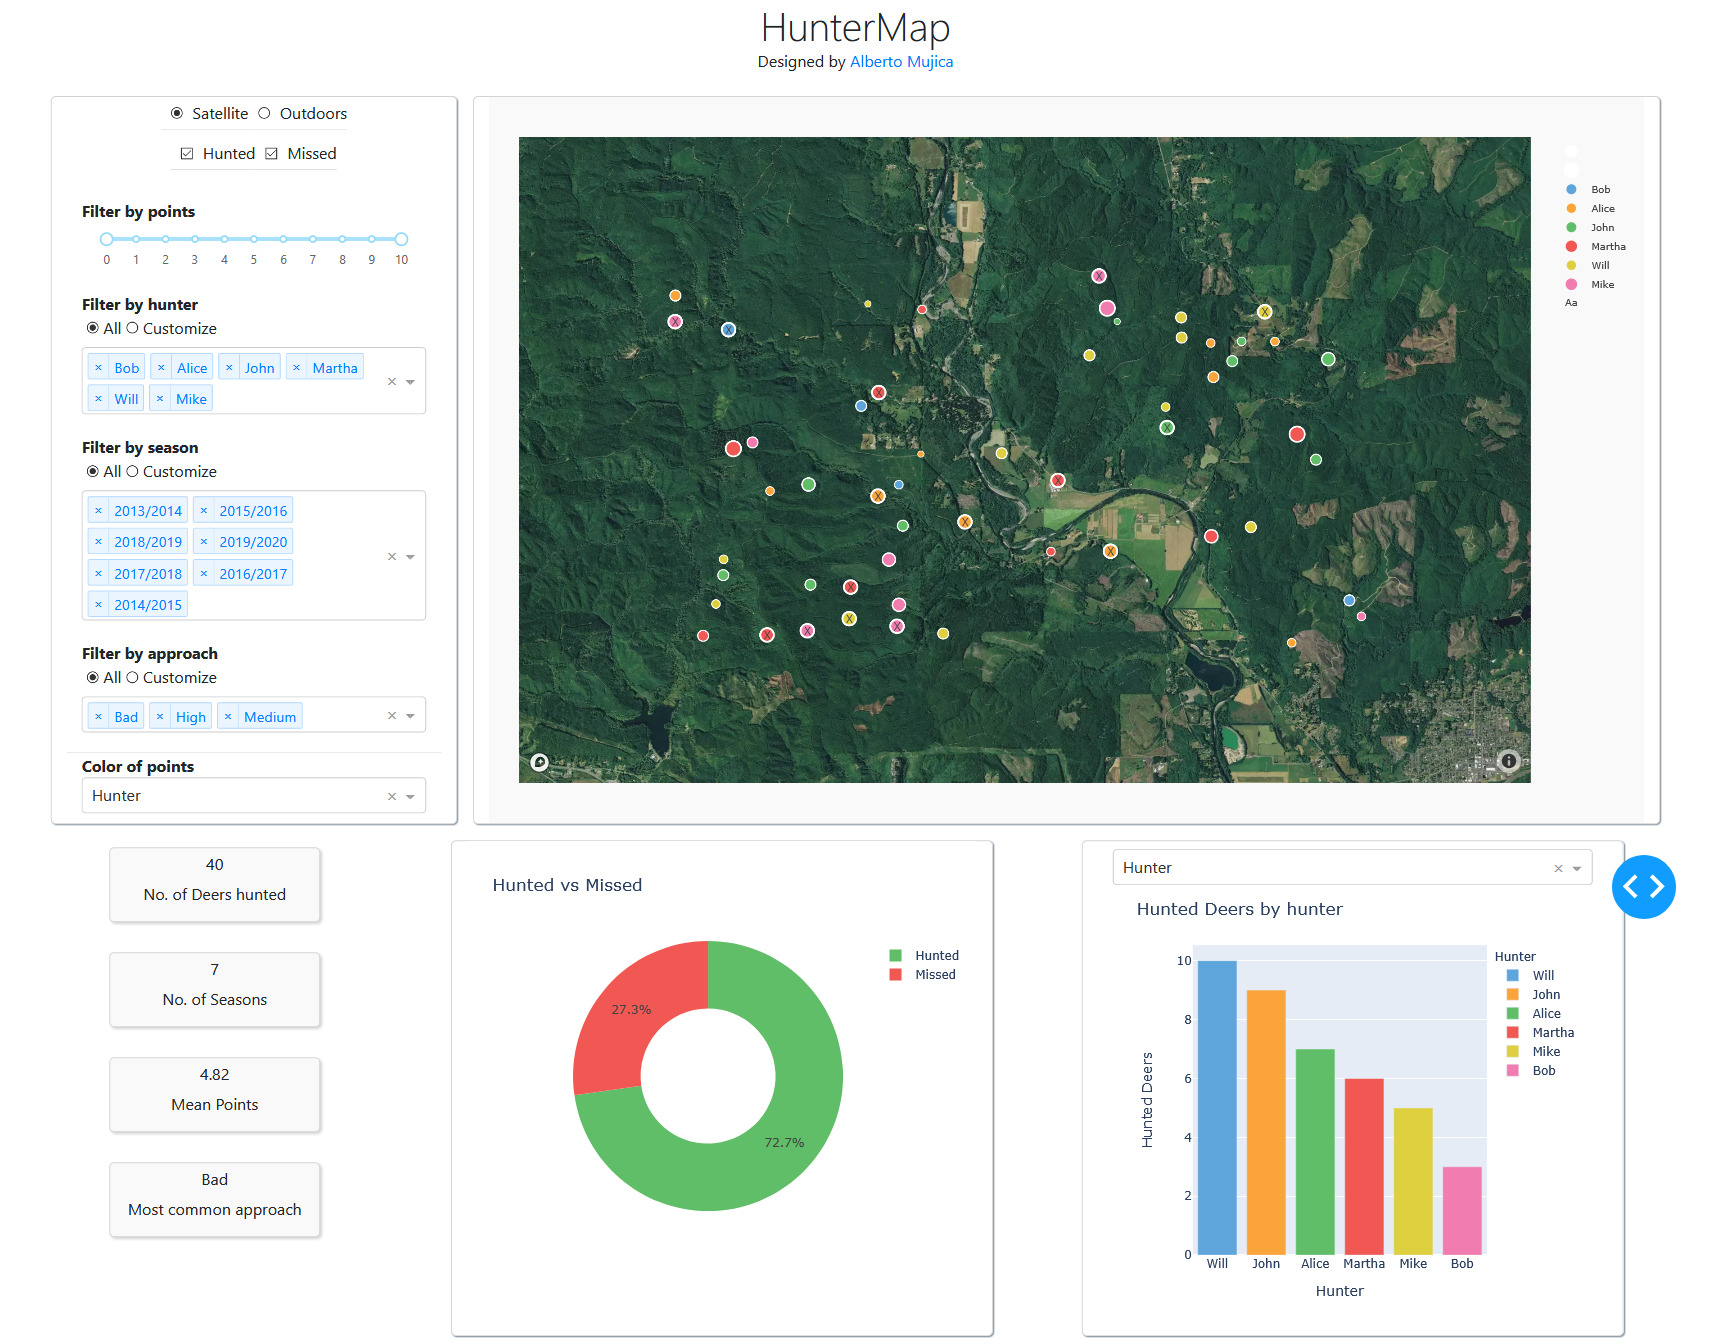 HunterMap
Designed by Alberto Mujica
Satellite Outdoors
Hunted Missed
Filter by points
0 1 2 3 4 5 6 7 8 9 10
Filter by hunter
All Customize
× Bob × Alice × John × Martha
× Will × Mike
Filter by season
All Customize
× 2013/2014 × 2015/2016
× 2018/2019 × 2019/2020
× 2017/2018 × 2016/2017
× 2014/2015
Filter by approach
All Customize
× Bad × High × Medium
Color of points
Hunter
Bob
Alice
John
Martha
Will
Mike
Aa
40
No. of Deers hunted
7
No. of Seasons
4.82
Mean Points
Bad
Most common approach
Hunted vs Missed
Hunted
Missed
27.3%
72.7%
Hunter
Hunted Deers by hunter
Hunted Deers
10
8
6
4
2
0
Will John Alice Martha Mike Bob
Hunter
Hunter
Will
John
Alice
Martha
Mike
Bob